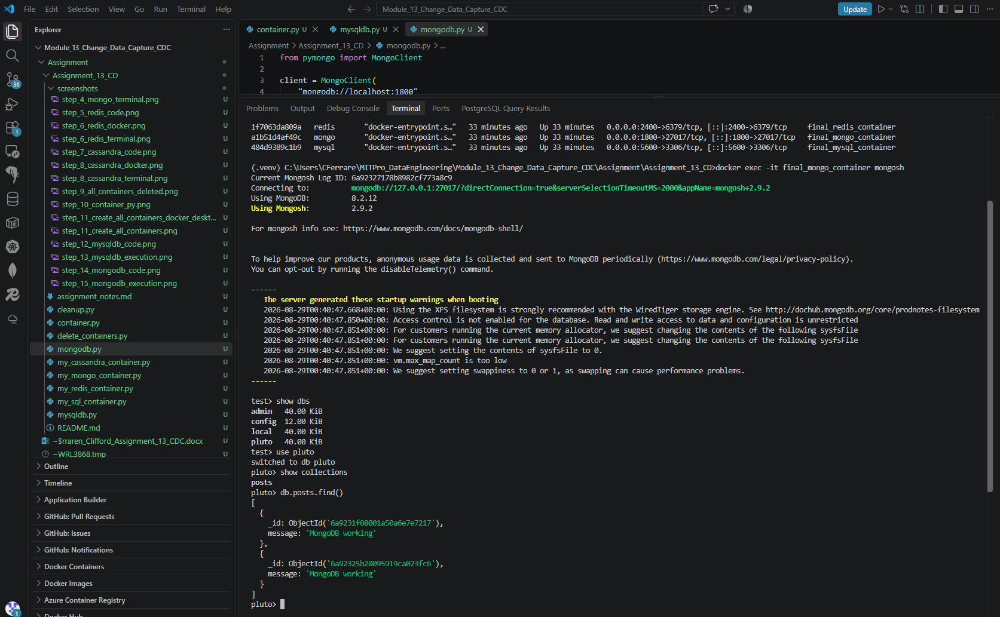 File Edit Selection View Go Run Terminal Help
Module_13_Change_Data_Capture_CDC
Update
Explorer
Module_13_Change_Data_Capture_CDC
Assignment
Assignment_13_CD
screenshots
step_4_mongo_terminal.png U
step_5_redis_code.png U
step_6_redis_docker.png U
step_6_redis_terminal.png U
step_7_cassandra_code.png U
step_8_cassandra_docker.png U
step_8_cassandra_terminal.png U
step_9_all_containers_deleted.png U
step_10_container_py.png U
step_11_create_all_containers_docker_deskt... U
step_11_create_all_containers.png U
step_12_mysqldb_code.png U
step_13_mysqldb_execution.png U
step_14_mongodb_code.png U
step_15_mongodb_execution.png U
assignment_notes.md U
cleanup.py U
container.py U
delete_containers.py U
mongodb.py U
my_cassandra_container.py U
my_mongo_container.py U
my_redis_container.py U
my_sql_container.py U
mysqldb.py U
README.md U
~$rraren_Clifford_Assignment_13_CDC.docx U
~WRL3868.tmp U
Outline
Timeline
Application Builder
GitHub: Pull Requests
GitHub: Issues
GitHub: Notifications
Docker Containers
Docker Images
Azure Container Registry
Docker Hub
36
1
1
container.py U
mysqldb.py U
mongodb.py U
Assignment > Assignment_13_CD > mongodb.py > ...
1 from pymongo import MongoClient
2
3 client = MongoClient(
4 "mongodb://localhost:1800"
Problems Output Debug Console Terminal Ports PostgreSQL Query Results
1f7063da809a redis "docker-entrypoint.s…" 33 minutes ago Up 33 minutes 0.0.0.0:2400->6379/tcp, [::]:2400->6379/tcp final_redis_container
a1b51d4af49c mongo "docker-entrypoint.s…" 33 minutes ago Up 33 minutes 0.0.0.0:1800->27017/tcp, [::]:1800->27017/tcp final_mongo_container
484d9389c1b9 mysql "docker-entrypoint.s…" 33 minutes ago Up 33 minutes 0.0.0.0:5600->3306/tcp, [::]:5600->3306/tcp final_mysql_container
(.venv) C:\Users\CFerrare\MITPro_DataEngineering\Module_13_Change_Data_Capture_CDC\Assignment\Assignment_13_CD>docker exec -it final_mongo_container mongosh
Current Mongosh Log ID: 6a92327178b8982cf773a8c9
Connecting to: mongodb://127.0.0.1:27017/?directConnection=true&serverSelectionTimeoutMS=2000&appName=mongosh+2.9.2
Using MongoDB: 8.2.12
Using Mongosh: 2.9.2
For mongosh info see: https://www.mongodb.com/docs/mongodb-shell/
To help improve our products, anonymous usage data is collected and sent to MongoDB periodically (https://www.mongodb.com/legal/privacy-policy).
You can opt-out by running the disableTelemetry() command.
------
The server generated these startup warnings when booting
2026-08-29T00:40:47.668+00:00: Using the XFS filesystem is strongly recommended with the WiredTiger storage engine. See http://dochub.mongodb.org/core/prodnotes-filesystem
2026-08-29T00:40:47.850+00:00: Access control is not enabled for the database. Read and write access to data and configuration is unrestricted
2026-08-29T00:40:47.851+00:00: For customers running the current memory allocator, we suggest changing the contents of the following sysfsFile
2026-08-29T00:40:47.851+00:00: For customers running the current memory allocator, we suggest changing the contents of the following sysfsFile
2026-08-29T00:40:47.851+00:00: We suggest setting the contents of sysfsFile to 0.
2026-08-29T00:40:47.851+00:00: vm.max_map_count is too low
2026-08-29T00:40:47.851+00:00: We suggest setting swappiness to 0 or 1, as swapping can cause performance problems.
------
test> show dbs
admin 40.00 KiB
config 12.00 KiB
local 40.00 KiB
pluto 40.00 KiB
test> use pluto
switched to db pluto
pluto> show collections
posts
pluto> db.posts.find()
[
{
_id: ObjectId('6a9231f08001a50a6e7e7217'),
message: 'MongoDB working'
},
{
_id: ObjectId('6a92325b28095919ca023fc6'),
message: 'MongoDB working'
}
]
pluto>